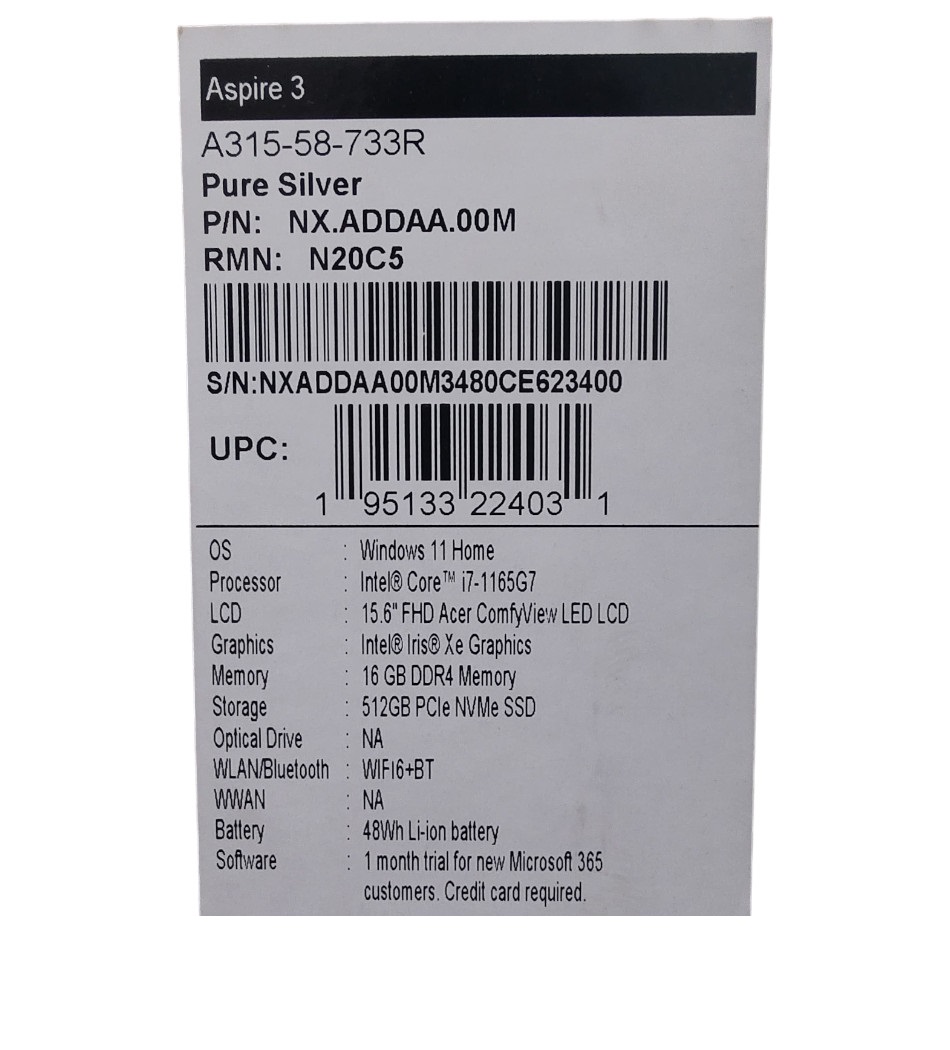 Aspire 3
A315-58-733R
Pure Silver
P/N: NX.ADDAA.00M
RMN: N20C5
S/N:NXADDAA00M3480CE623400
UPC:
1 95133 22403 1
OS : Windows 11 Home
Processor : Intel® Core™ i7-1165G7
LCD : 15.6" FHD Acer ComfyView LED LCD
Graphics : Intel® Iris® Xe Graphics
Memory : 16 GB DDR4 Memory
Storage : 512GB PCIe NVMe SSD
Optical Drive : NA
WLAN/Bluetooth : WIFI6+BT
WWAN : NA
Battery : 48Wh Li-ion battery
Software : 1 month trial for new Microsoft 365
customers. Credit card required.